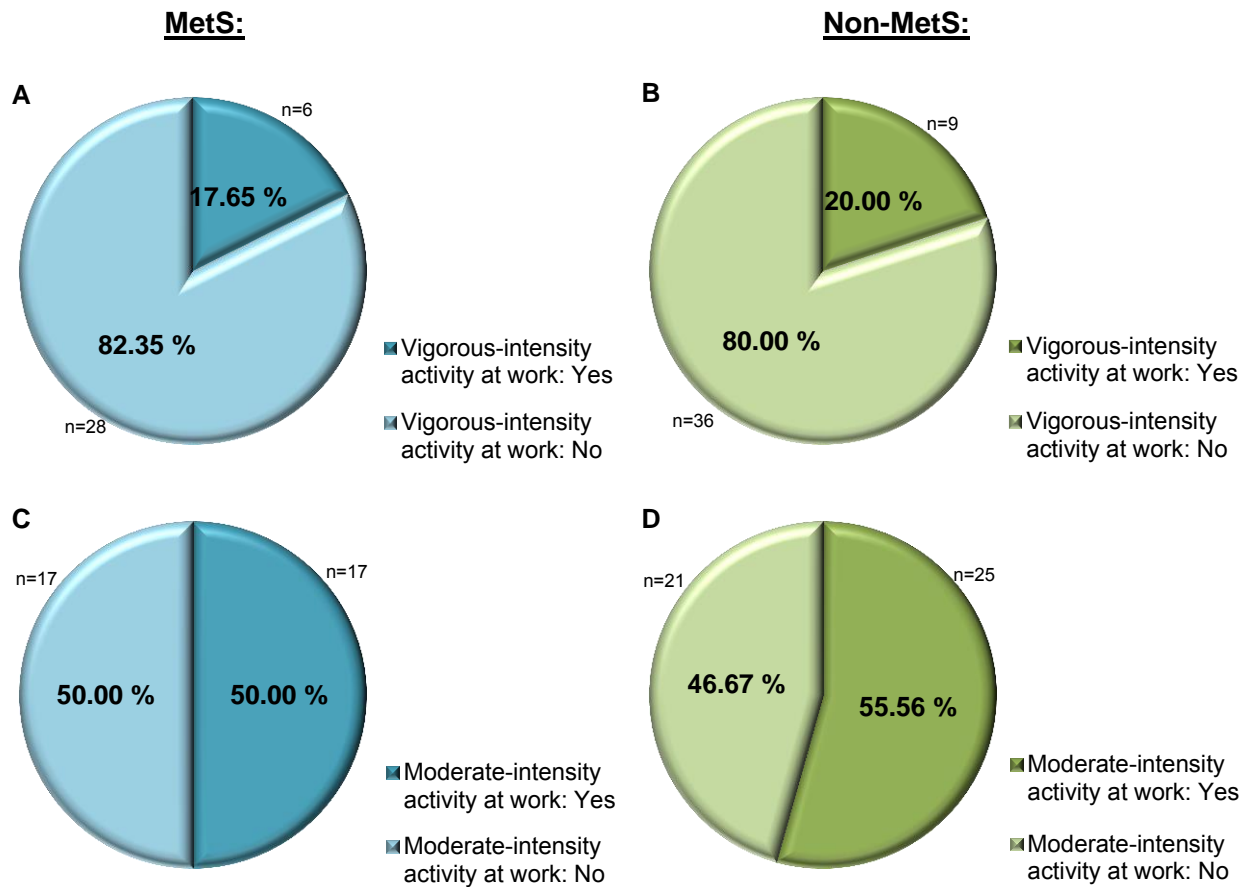 MetS:
Non-MetS:
A
n=6
17.65 %
82.35 %
n=28
Vigorous-intensity
activity at work: Yes
Vigorous-intensity
activity at work: No
B
n=9
20.00 %
80.00 %
n=36
Vigorous-intensity
activity at work: Yes
Vigorous-intensity
activity at work: No
C
n=17
n=17
50.00 %
50.00 %
Moderate-intensity
activity at work: Yes
Moderate-intensity
activity at work: No
D
n=21
n=25
46.67 %
55.56 %
Moderate-intensity
activity at work: Yes
Moderate-intensity
activity at work: No